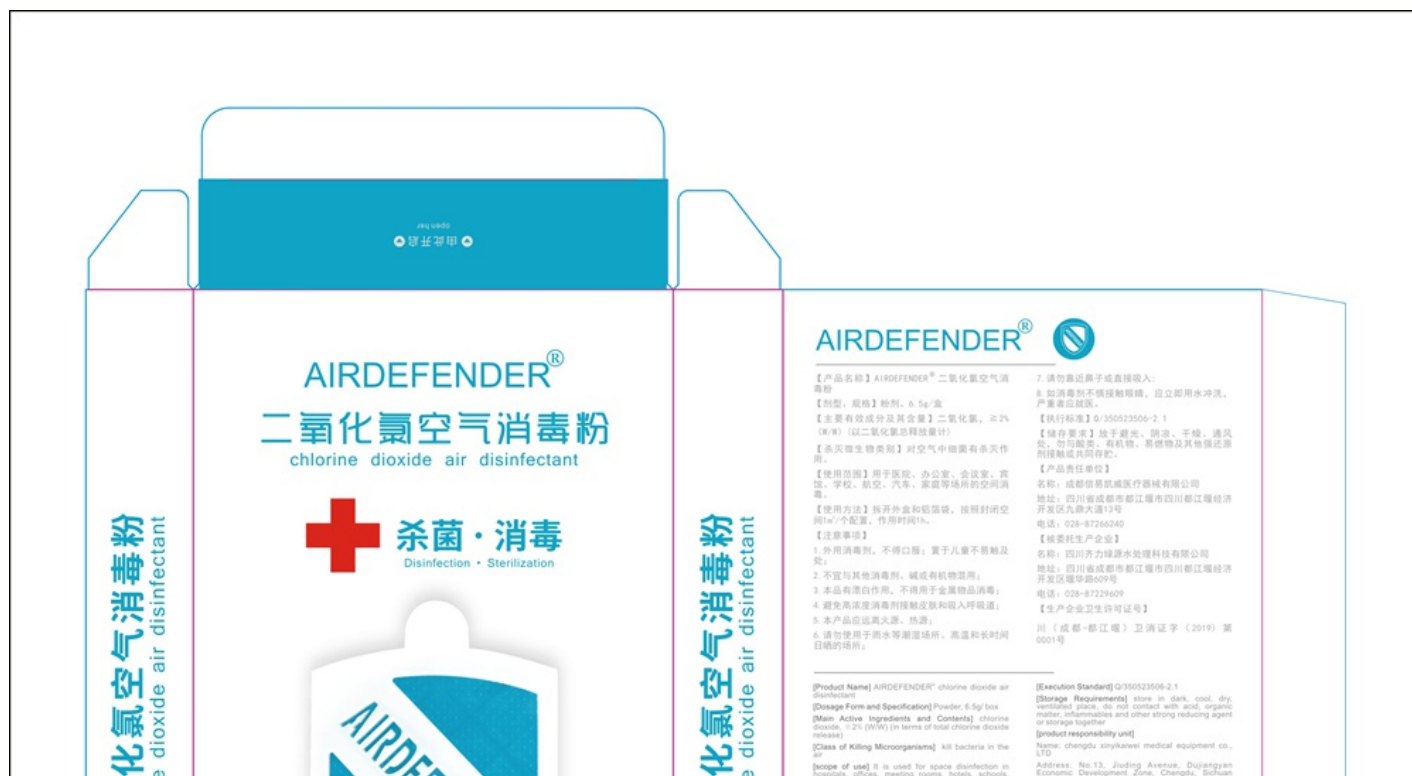 由此开启
open her
AIRDEFENDER®
二氧化氯空气消毒粉
chlorine dioxide air disinfectant
杀菌·消毒
Disinfection · Sterilization
AIRDEF
化氯空气消毒粉
e dioxide air disinfectant
化氯空气消毒粉
e dioxide air disinfectant
AIRDEFENDER®
【产品名称】AIRDEFENDER®二氧化氯空气消
毒粉
【剂型、规格】粉剂、6.5g/盒
【主要有效成分及其含量】二氧化氯，≥2%
(W/W)(以二氧化氯总释放量计)
【杀灭微生物类别】对空气中细菌有杀灭作
用。
【使用范围】用于医院、办公室、会议室、宾
馆、学校、航空、汽车、家庭等场所的空间消
毒。
【使用方法】拆开外盒和铝箔袋，按照封闭空
间1m³/个配置，作用时间1h。
【注意事项】
1.外用消毒剂，不得口服；置于儿童不易触及
处；
2.不宜与其他消毒剂、碱或有机物混用；
3.本品有漂白作用，不得用于金属物品消毒；
4.避免高浓度消毒剂接触皮肤和吸入呼吸道；
5.本产品应远离火源、热源；
6.请勿使用于雨水等潮湿场所、高温和长时间
日晒的场所；
7.请勿靠近鼻子或直接吸入；
8.如消毒剂不慎接触眼睛，应立即用水冲洗，
严重者应就医。
【执行标准】Q/350523506-2.1
【储存要求】放于避光、阴凉、干燥、通风
处，勿与酸类、有机物、易燃物及其他强还原
剂接触或共同存贮。
【产品责任单位】
名称：成都信易凯威医疗器械有限公司
地址：四川省成都市都江堰市四川都江堰经济
开发区九鼎大道13号
电话：028-87266240
【被委托生产企业】
名称：四川齐力绿源水处理科技有限公司
地址：四川省成都市都江堰市四川都江堰经济
开发区堰华路609号
电话：028-87229609
【生产企业卫生许可证号】
川（成都-都江堰）卫消证字（2019）第
0001号
[Product Name] AIRDEFENDER® chlorine dioxide air
disinfectant
[Dosage Form and Specification] Powder, 6.5g/ box
[Main Active Ingredients and Contents] chlorine
dioxide, ≥2% (W/W) (in terms of total chlorine dioxide
release)
[Class of Killing Microorganisms] kill bacteria in the
air
[scope of use] It is used for space disinfection in
hospitals, offices, meeting rooms, hotels, schools,
[Execution Standard] Q/350523506-2.1
[Storage Requirements] store in dark, cool, dry,
ventilated place, do not contact with acid, organic
matter, inflammables and other strong reducing agent
or storage together
[product responsibility unit]
Name: chengdu xinyikaiwei medical equipment co.,
LTD
Address: No.13, Jiuding Avenue, Dujiangyan
Economic Development Zone, Chengdu, Sichuan